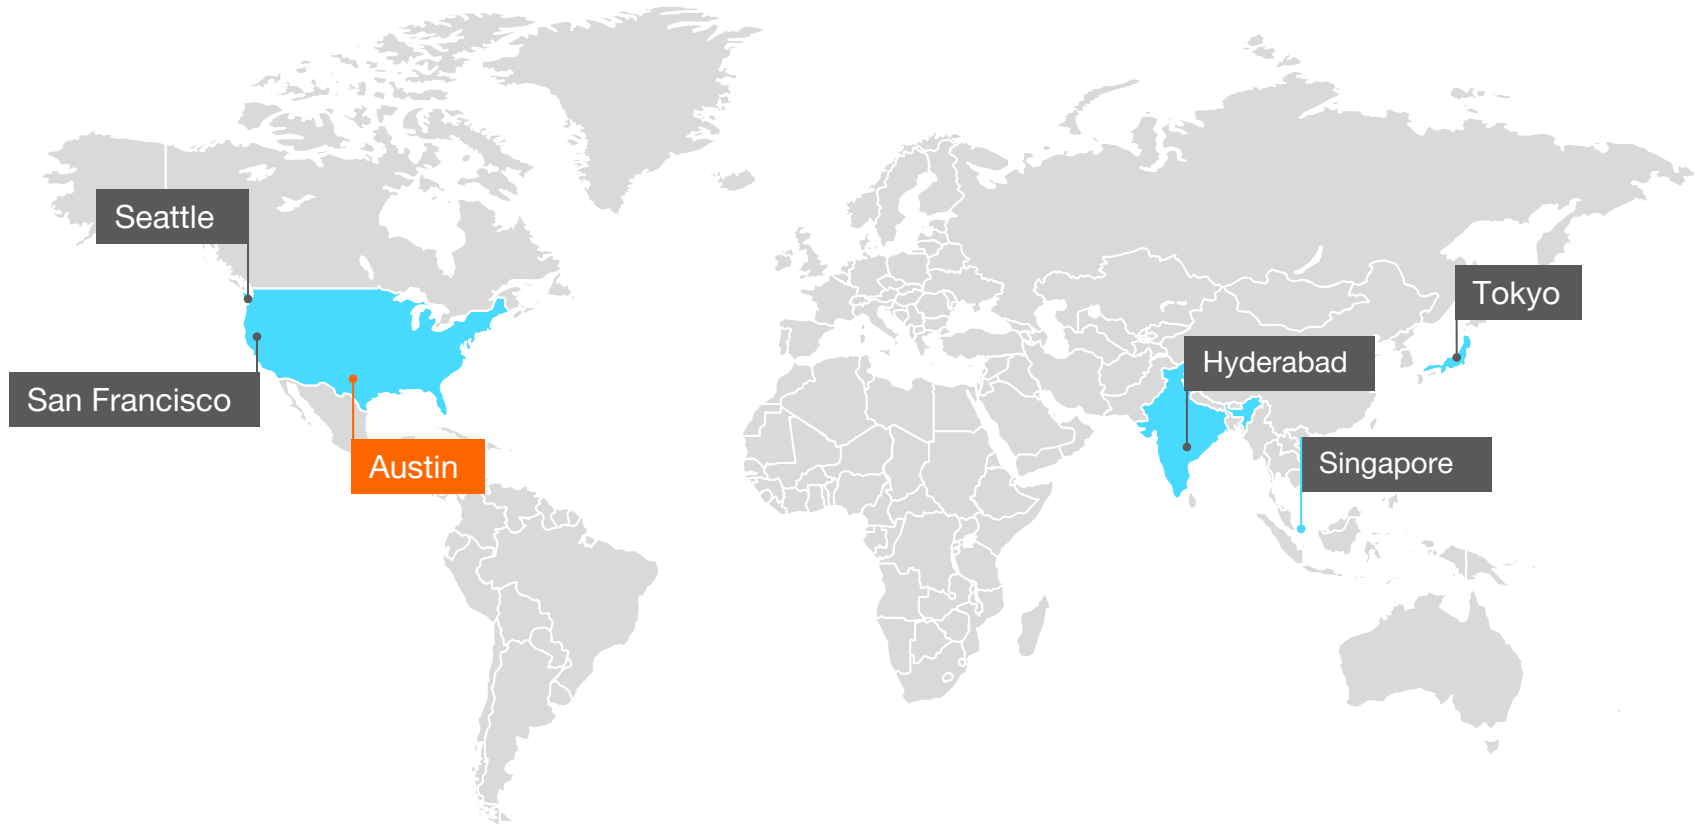 Seattle
Tokyo
Hyderabad
San Francisco
Austin
Singapore